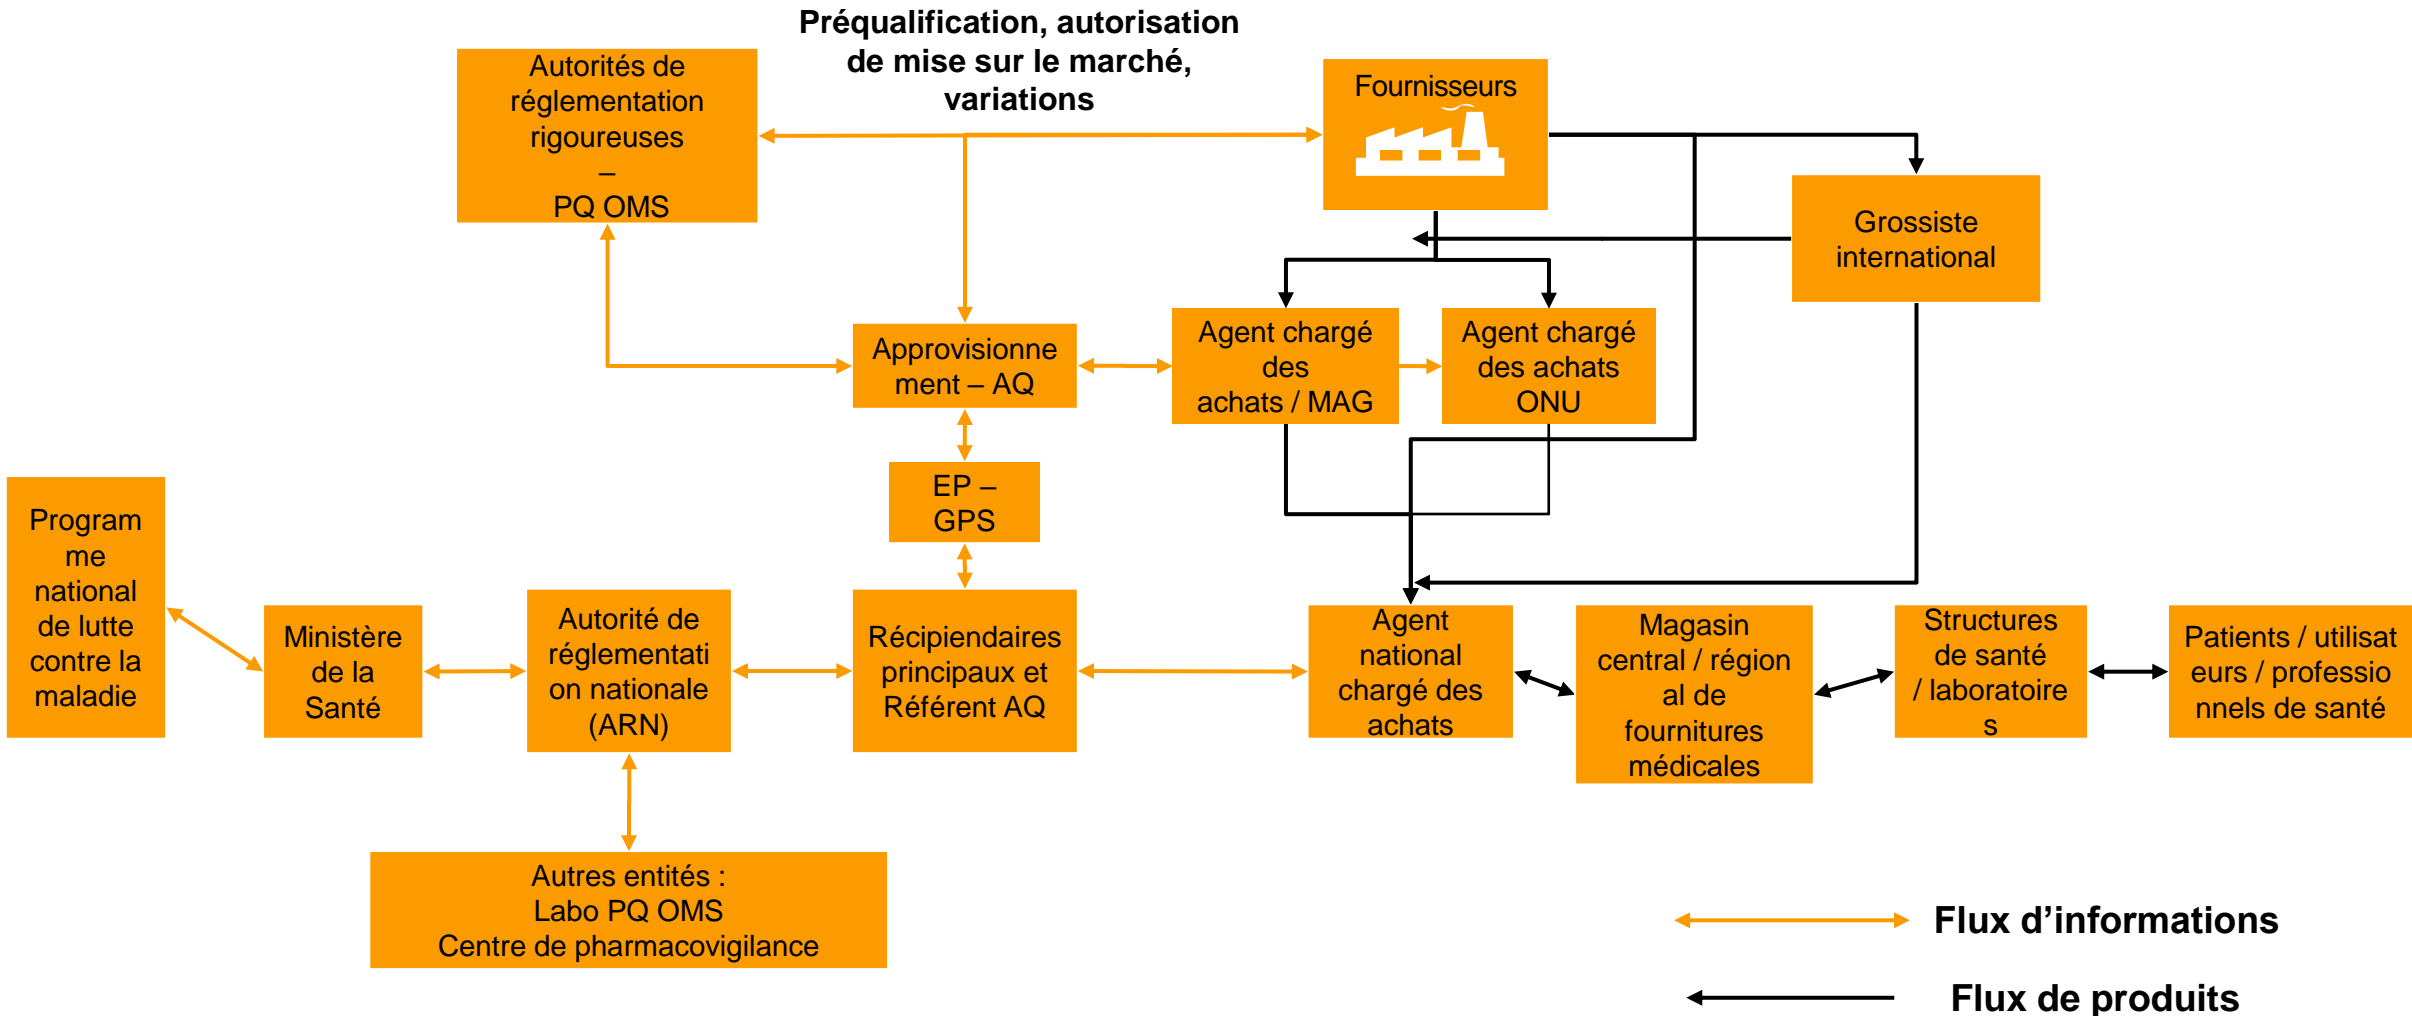 Préqualification, autorisation
de mise sur le marché,
variations
Autorités de
réglementation
rigoureuses
–
PQ OMS
Fournisseurs
Grossiste
international
Approvisionne
ment – AQ
Agent chargé
des
achats / MAG
Agent chargé
des achats
ONU
EP –
GPS
Program
me
national
de lutte
contre la
maladie
Ministère
de la
Santé
Autorité de
réglementati
on nationale
(ARN)
Récipiendaires
principaux et
Référent AQ
Agent
national
chargé des
achats
Magasin
central / région
al de
fournitures
médicales
Structures
de santé
/ laboratoire
s
Patients / utilisat
eurs / professio
nnels de santé
Autres entités :
Labo PQ OMS
Centre de pharmacovigilance
Flux d’informations
Flux de produits